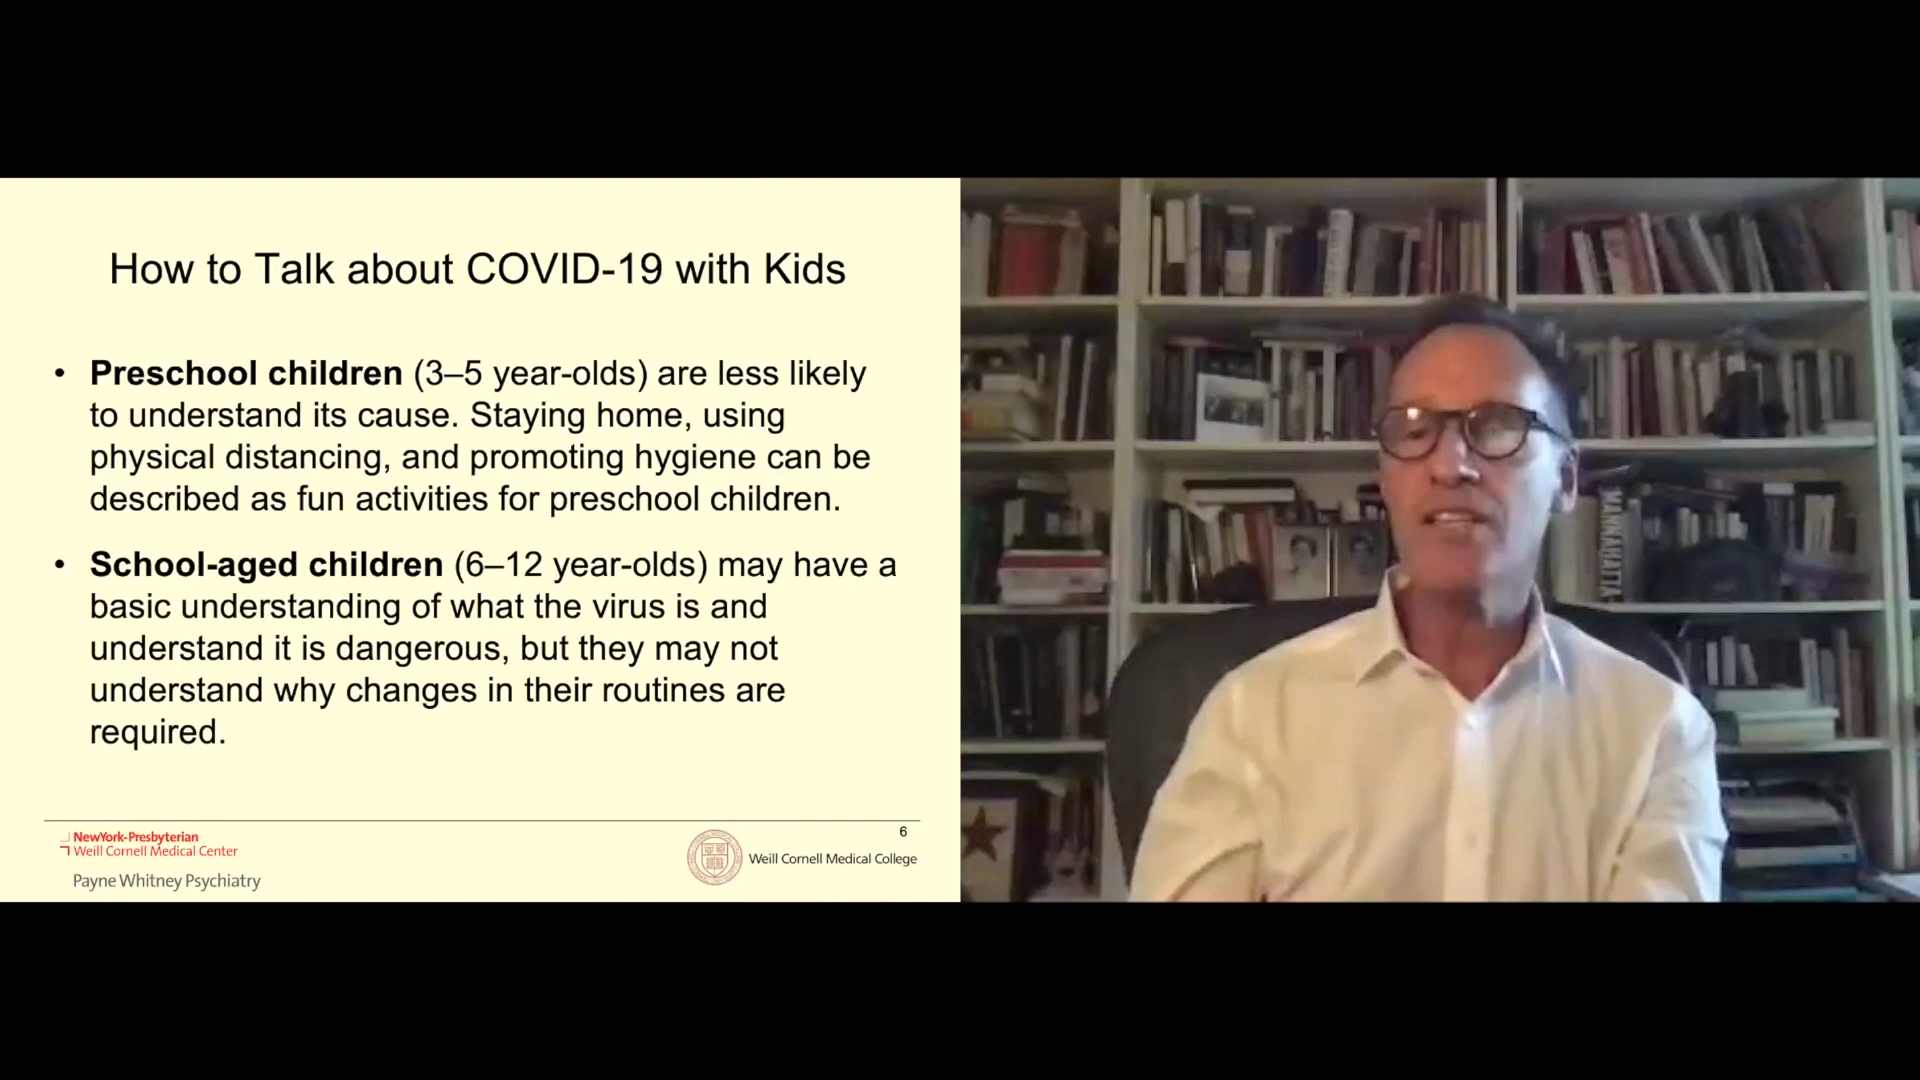 How to Talk about COVID-19 with Kids
• Preschool children (3–5 year-olds) are less likely
to understand its cause. Staying home, using
physical distancing, and promoting hygiene can be
described as fun activities for preschool children.
• School-aged children (6–12 year-olds) may have a
basic understanding of what the virus is and
understand it is dangerous, but they may not
understand why changes in their routines are
required.
6
NewYork-Presbyterian
Weill Cornell Medical Center
Payne Whitney Psychiatry
Weill Cornell Medical College
MANNAHATTA